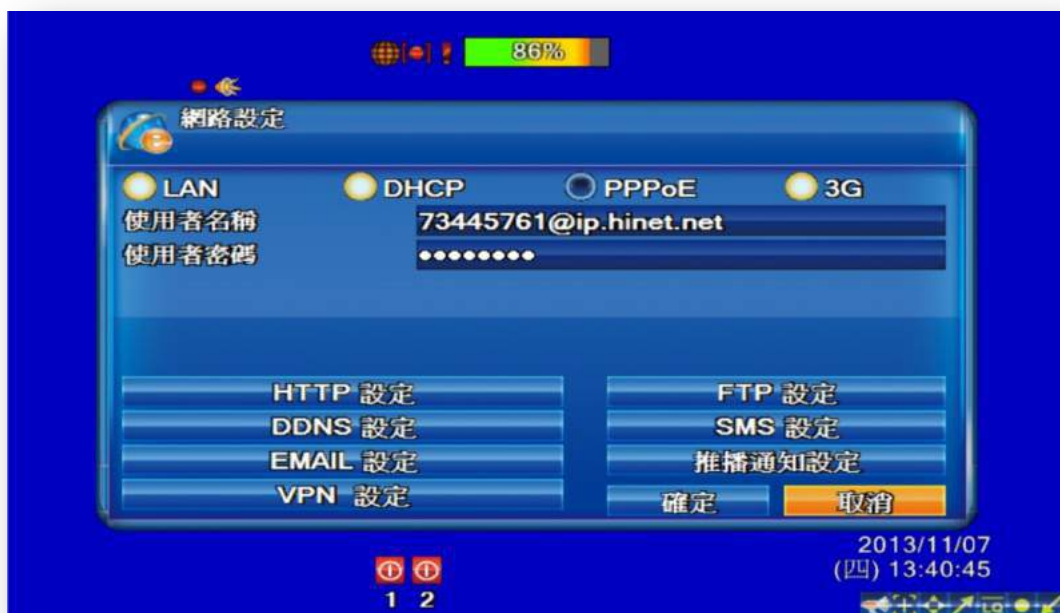 86%
網路設定
LAN DHCP PPPoE 3G
使用者名稱 73445761@ip.hinet.net
使用者密碼 ●●●●●●●●
HTTP 設定 FTP 設定
DDNS 設定 SMS 設定
EMAIL 設定 推播通知設定
VPN 設定 確定 取消
2013/11/07
(四) 13:40:45
1 2